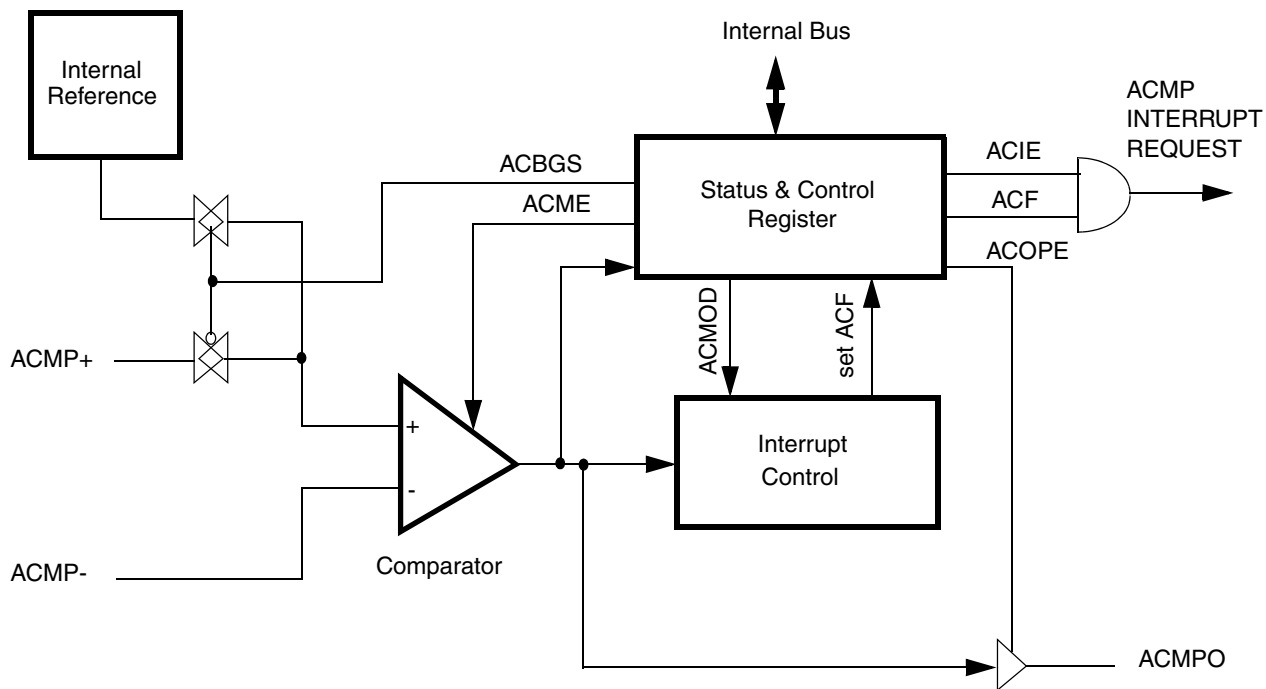 Internal Bus
Internal
Reference
ACMP
INTERRUPT
REQUEST
ACBGS
ACME
Status & Control
Register
ACIE
ACF
ACOPE
ACMOD
set ACF
ACMP+
+
-
Interrupt
Control
Comparator
ACMP-
ACMPO